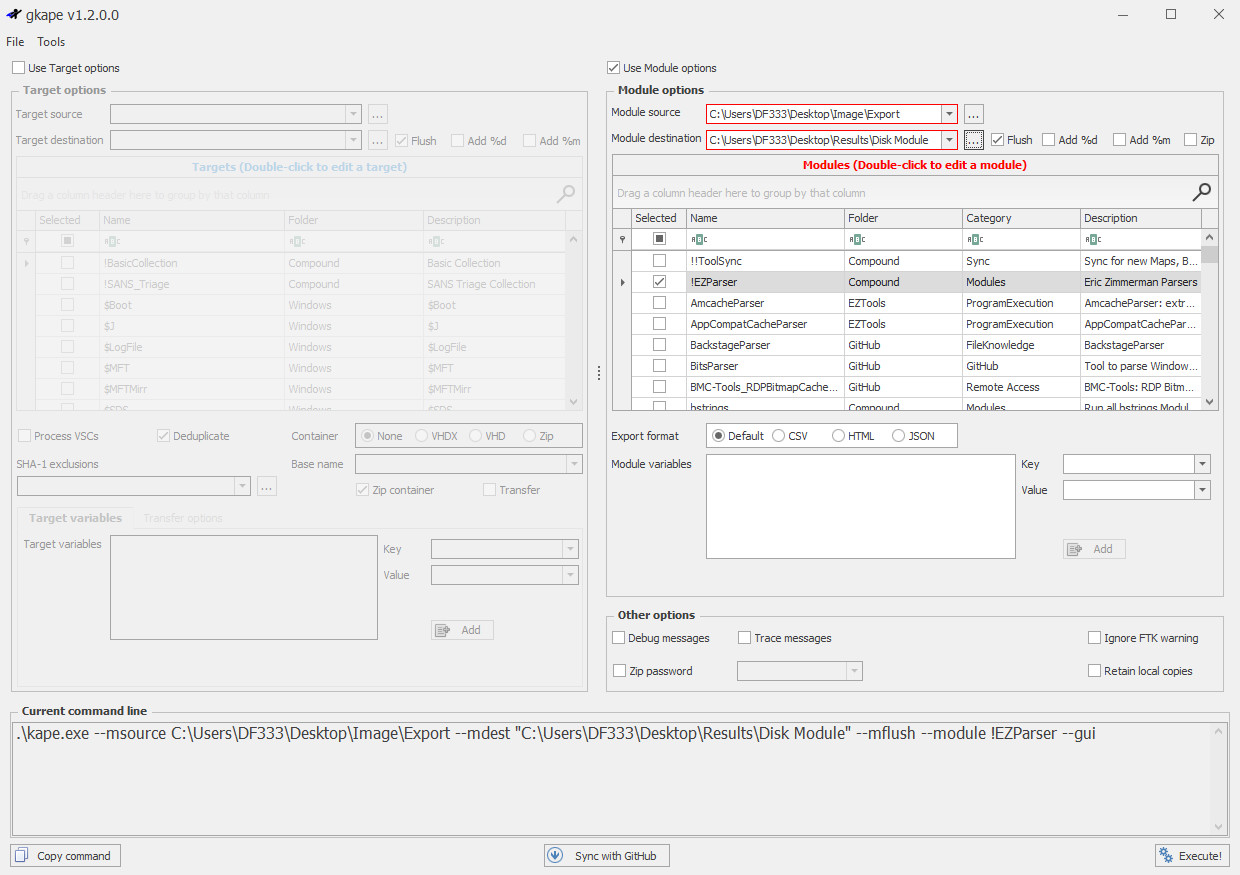 gkape v1.2.0.0
File Tools
Use Target options
Target options
Target source
...
Target destination
...
Flush
Add %d
Add %m
Targets (Double-click to edit a target)
Drag a column header here to group by that column
Selected Name Folder Description
!BasicCollection Compound Basic Collection
!SANS_Triage Compound SANS Triage Collection
$Boot Windows $Boot
$J Windows $J
$LogFile Windows $LogFile
$MFT Windows $MFT
$MFTMirr Windows $MFTMirr
$SDS Windows $SDS
Process VSCs
Deduplicate
Container
None
VHDX
VHD
Zip
SHA-1 exclusions
...
Base name
Zip container
Transfer
Target variables
Transfer options
Target variables
Key
Value
Add
Use Module options
Module options
Module source C:\Users\DF333\Desktop\Image\Export ...
Module destination C:\Users\DF333\Desktop\Results\Disk Module ... Flush Add %d Add %m Zip
Modules (Double-click to edit a module)
Drag a column header here to group by that column
Selected Name Folder Category Description
!!ToolSync Compound Sync Sync for new Maps, B...
!EZParser Compound Modules Eric Zimmerman Parsers
AmcacheParser EZTools ProgramExecution AmcacheParser: extr...
AppCompatCacheParser EZTools ProgramExecution AppCompatCachePar...
BackstageParser GitHub FileKnowledge BackstageParser
BitsParser GitHub GitHub Tool to parse Window...
BMC-Tools_RDPBitmapCache... GitHub Remote Access BMC-Tools: RDP Bitm...
bstrings Compound Modules Run all bstrings Modul
Export format Default CSV HTML JSON
Module variables
Key
Value
Add
Other options
Debug messages
Trace messages
Ignore FTK warning
Zip password
Retain local copies
Current command line
.\kape.exe --msource C:\Users\DF333\Desktop\Image\Export --mdest "C:\Users\DF333\Desktop\Results\Disk Module" --mflush --module !EZParser --gui
Copy command
Sync with GitHub
Execute!